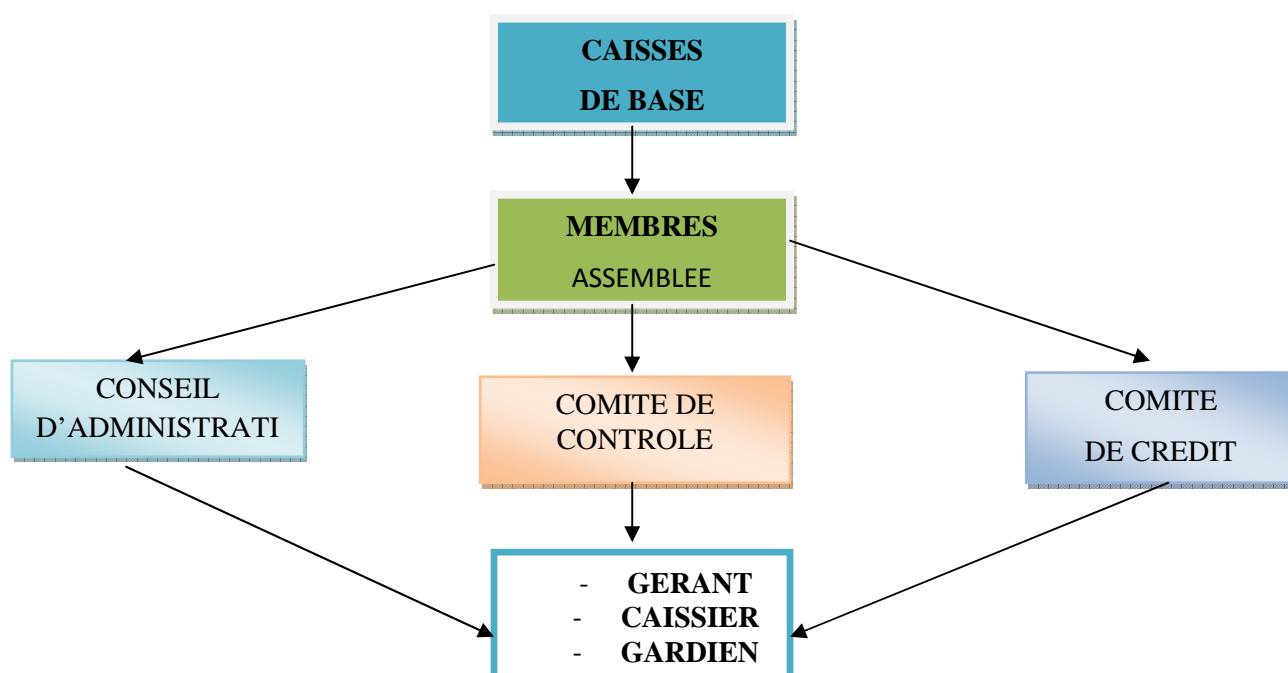 CAISSES
DE BASE
MEMBRES
ASSEMBLEE
CONSEIL
D’ADMINISTRATI
COMITE DE
CONTROLE
COMITE
DE CREDIT
- GERANT
- CAISSIER
- GARDIEN